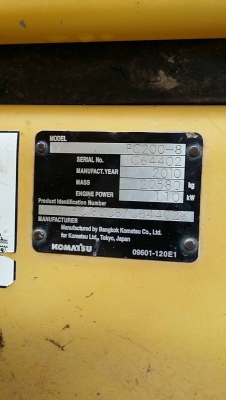 MODEL PC200-8
SERIAL No. C64402
MANUFACT. YEAR 2010
MASS 20580 kg
ENGINE POWER 110 kW
Product Identification Number
MANUFACTURER
Manufactured by Bangkok Komatsu Co., Ltd.
for Komatsu Ltd., Tokyo, Japan
KOMATSU 09601-120E1